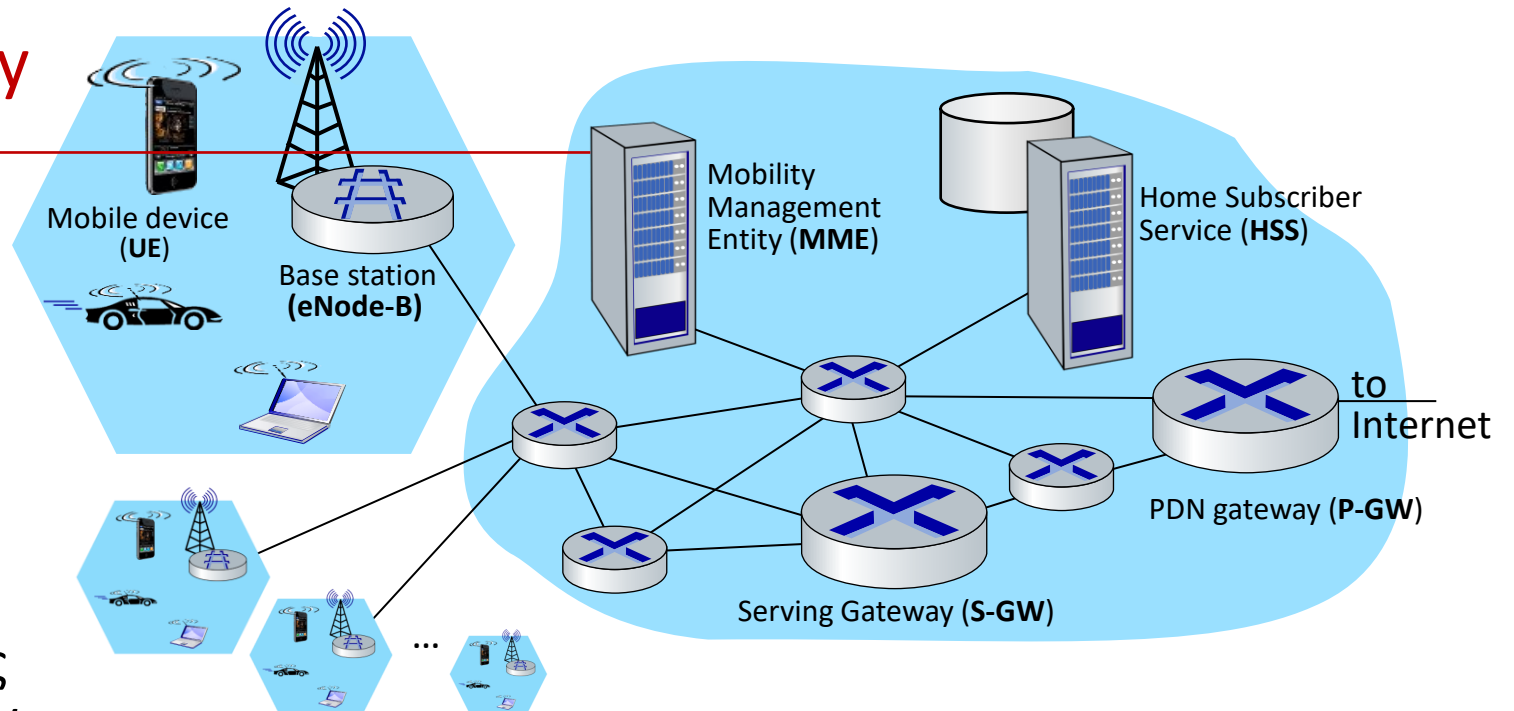 y
Mobile device
(UE)
Base station
(eNode-B)
Mobility
Management
Entity (MME)
Home Subscriber
Service (HSS)
to
Internet
PDN gateway (P-GW)
Serving Gateway (S-GW)
...